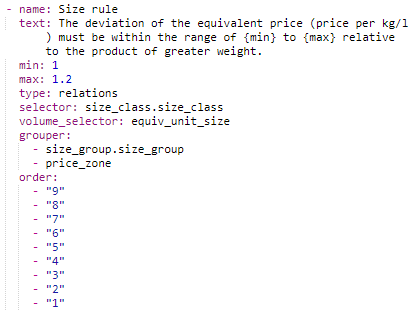 - name: Size rule
text: The deviation of the equivalent price (price per kg/l
) must be within the range of {min} to {max} relative
to the product of greater weight.
min: 1
max: 1.2
type: relations
selector: size_class.size_class
volume_selector: equiv_unit_size
grouper:
- size_group.size_group
- price_zone
order:
- "9"
- "8"
- "7"
- "6"
- "5"
- "4"
- "3"
- "2"
- "1"